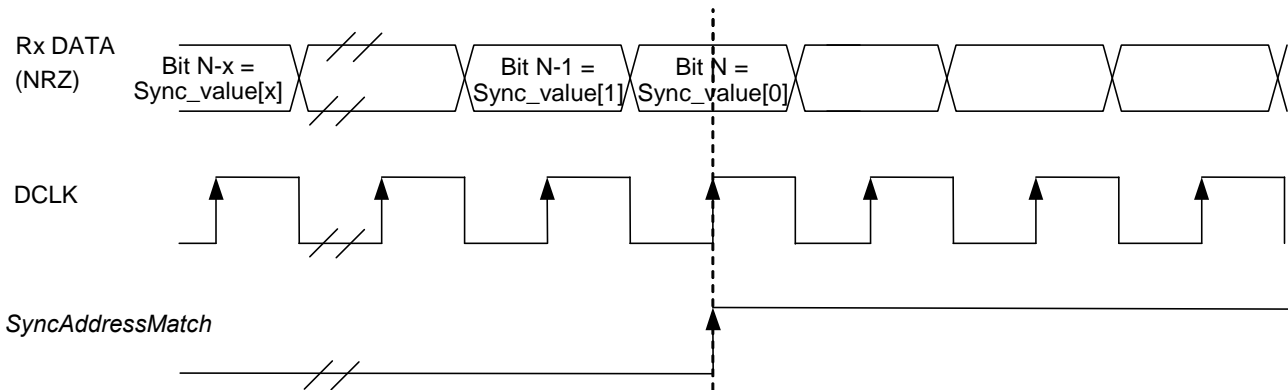 Rx DATA
(NRZ)
Bit N-x =
Sync_value[x]
Bit N-1 =
Sync_value[1]
Bit N =
Sync_value[0]
DCLK
SyncAddressMatch